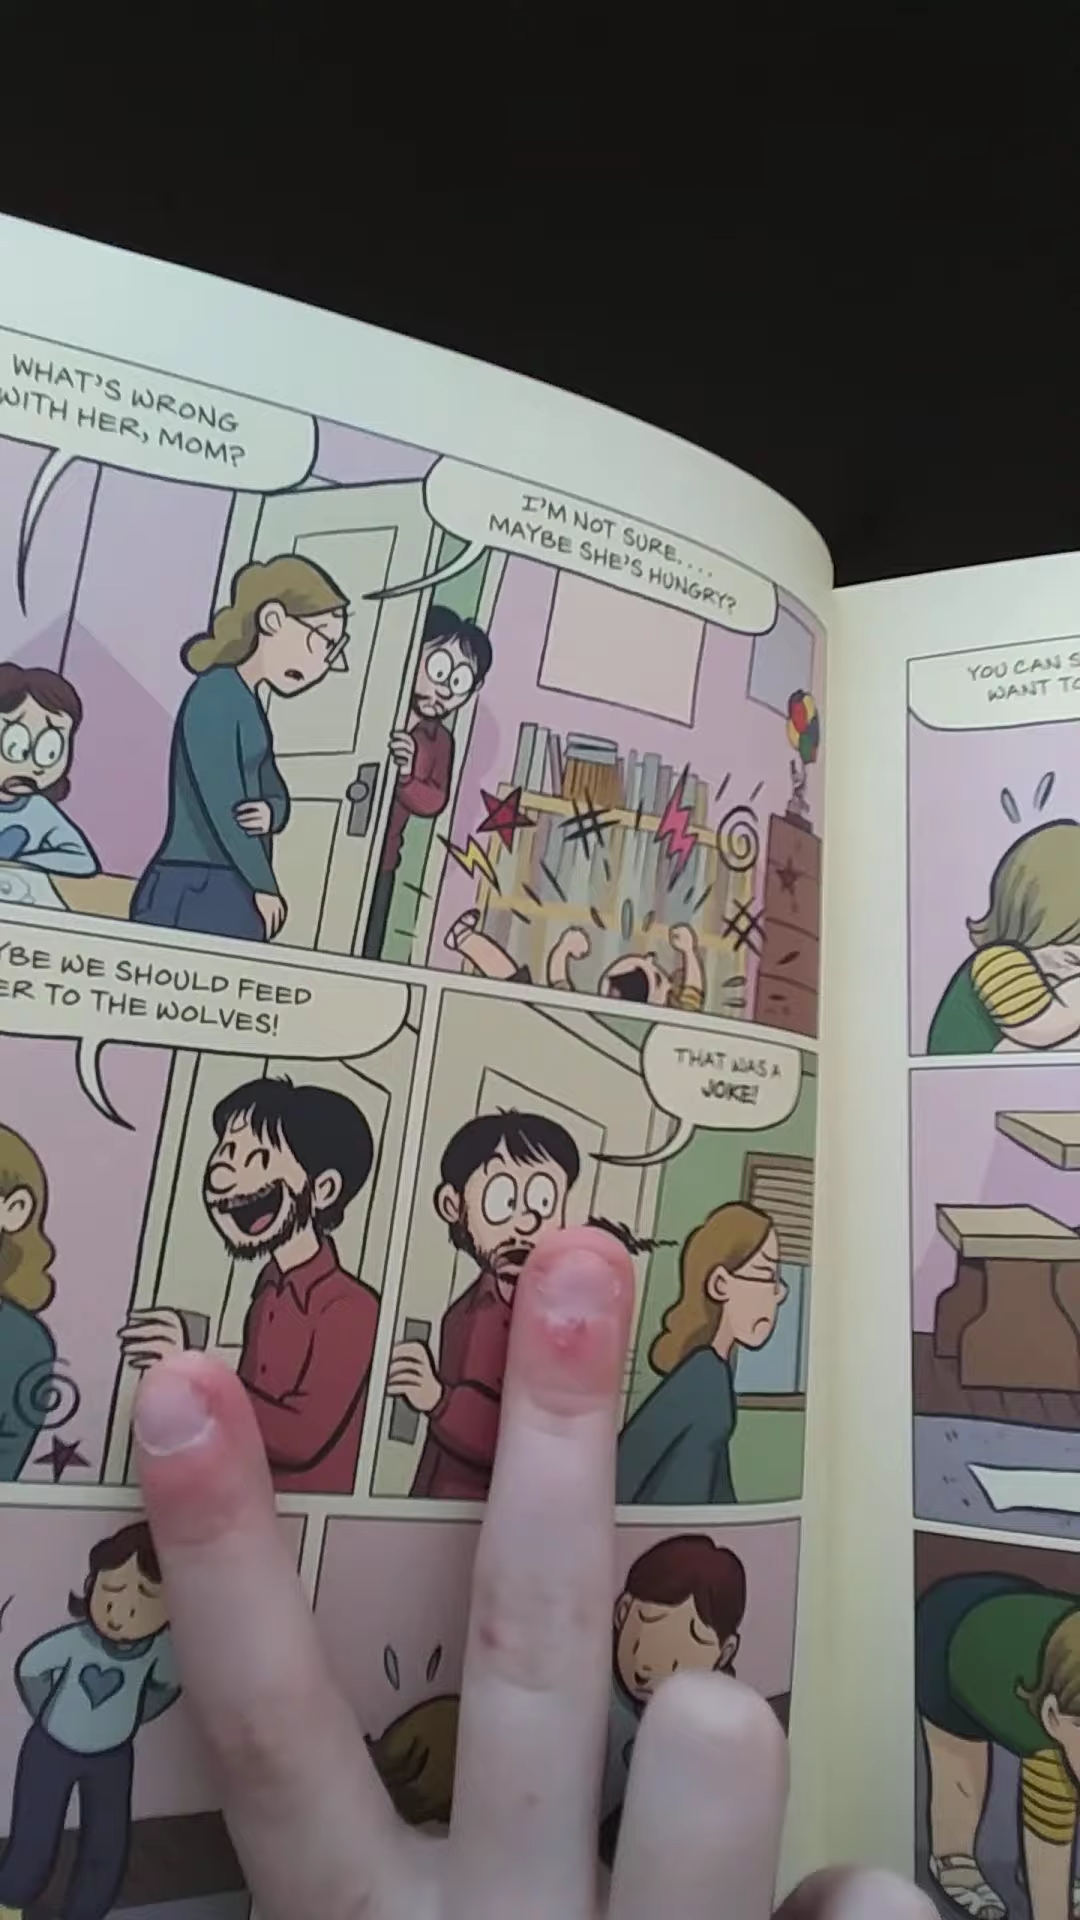 WHAT'S WRONG
WITH HER, MOM?
I'M NOT SURE....
MAYBE SHE'S HUNGRY?
YBE WE SHOULD FEED
ER TO THE WOLVES!
THAT WAS A
JOKE!
YOU CAN S
WANT TO